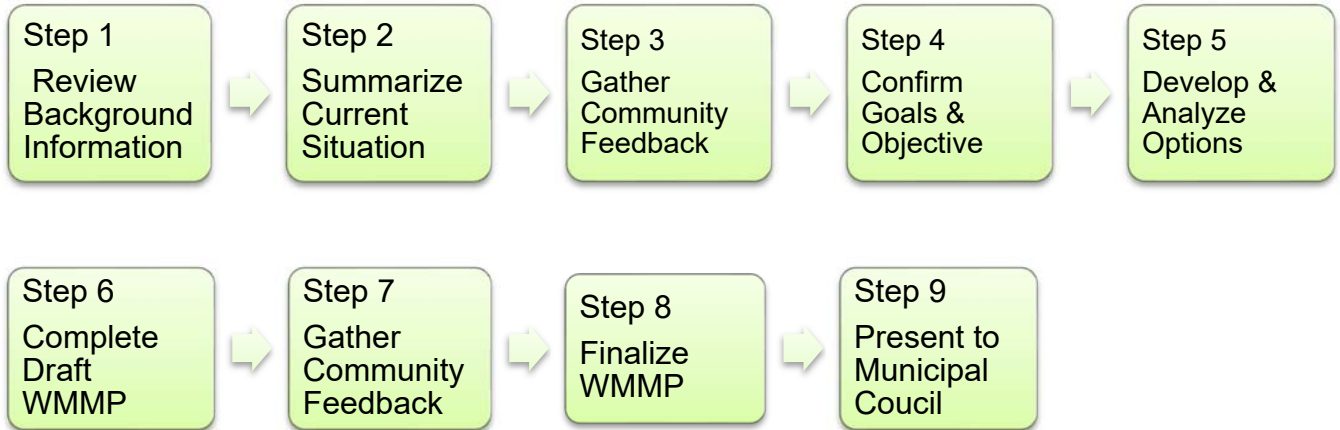 Step 1
Review
Background
Information
Step 2
Summarize
Current
Situation
Step 3
Gather
Community
Feedback
Step 4
Confirm
Goals &
Objective
Step 5
Develop &
Analyze
Options
Step 6
Complete
Draft
WMMP
Step 7
Gather
Community
Feedback
Step 8
Finalize
WMMP
Step 9
Present to
Municipal
Coucil